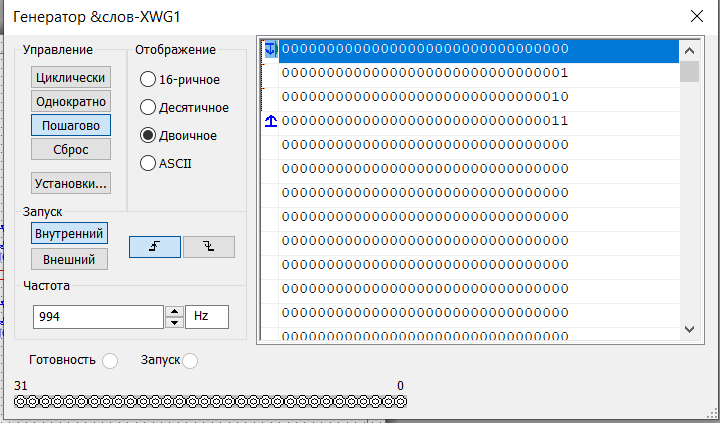 Генератор &слов-XWG1
Управление
Циклически
Однократно
Пошагово
Сброс
Установки...
Отображение
16-ричное
Десятичное
Двоичное
ASCII
Запуск
Внутренний
Внешний
Частота
994
Hz
00000000000000000000000000000000
00000000000000000000000000000001
00000000000000000000000000000010
00000000000000000000000000000011
00000000000000000000000000000000
00000000000000000000000000000000
00000000000000000000000000000000
00000000000000000000000000000000
00000000000000000000000000000000
00000000000000000000000000000000
00000000000000000000000000000000
00000000000000000000000000000000
00000000000000000000000000000000
Готовность
Запуск
31 0